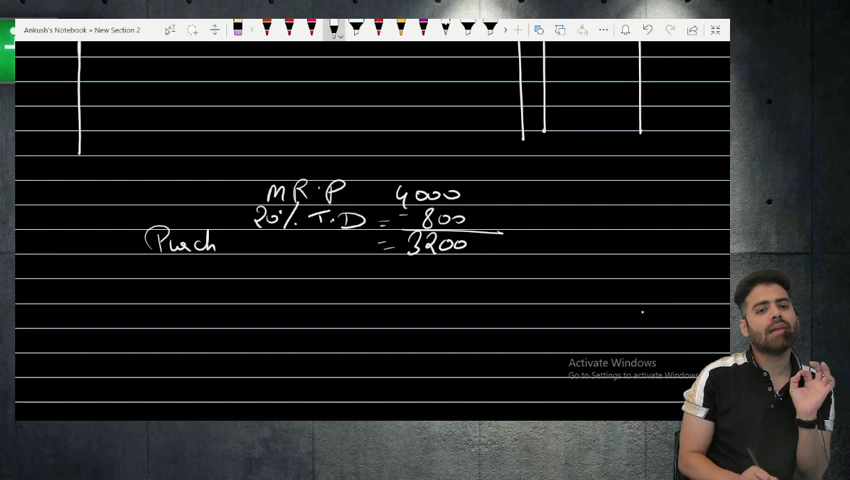 Ankush's Notebook » New Section 2
M.R.P 4000
20% T.D = - 800
Purch = 3200
Activate Windows
Go to Settings to activate Windows